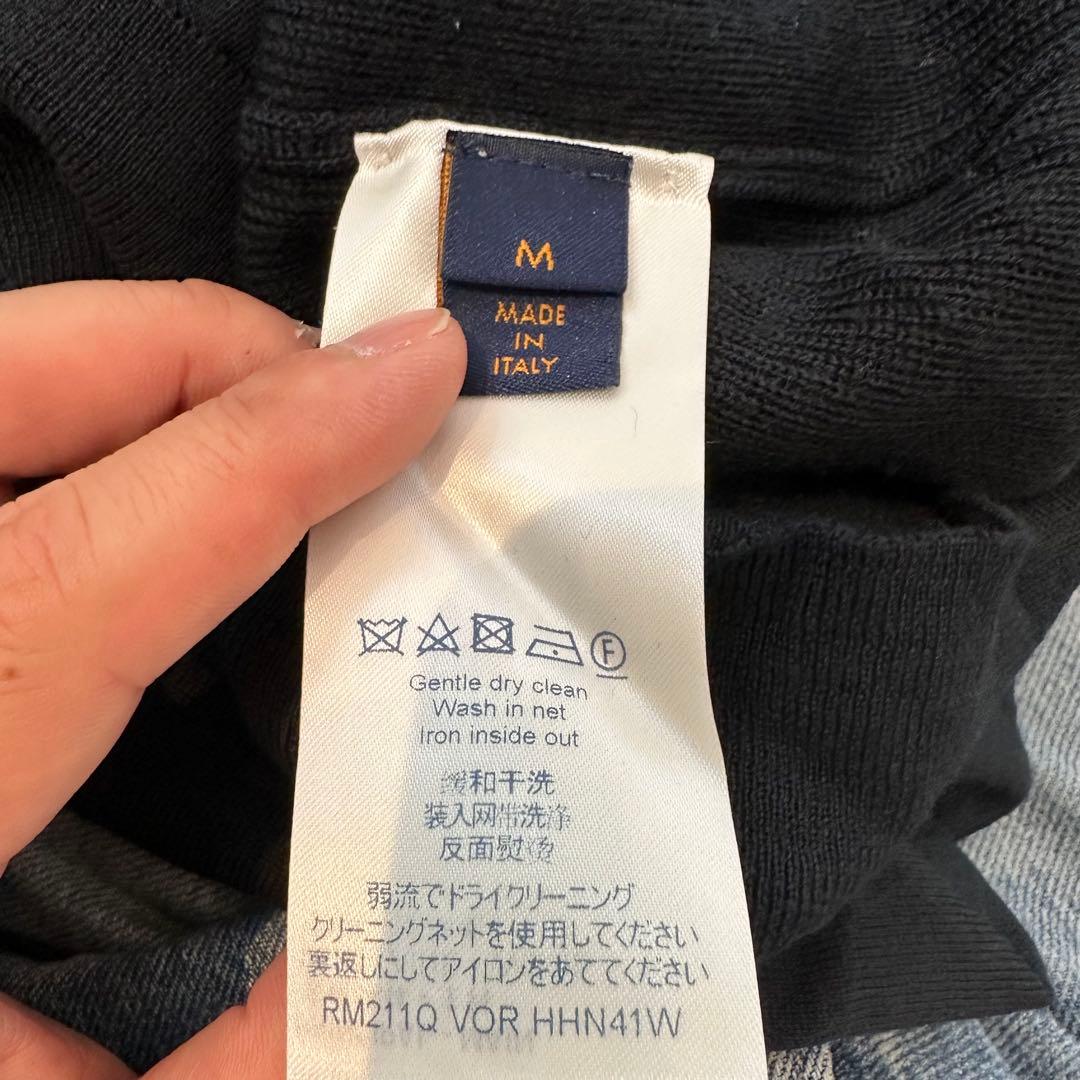 M
MADE
IN
ITALY
F
Gentle dry clean
Wash in net
Iron inside out
缓和干洗
装入网带洗净
反面熨烫
弱流でドライクリーニング
クリーニングネットを使用してください
裏返しにしてアイロンをあててください
RM211Q VOR HHN41W